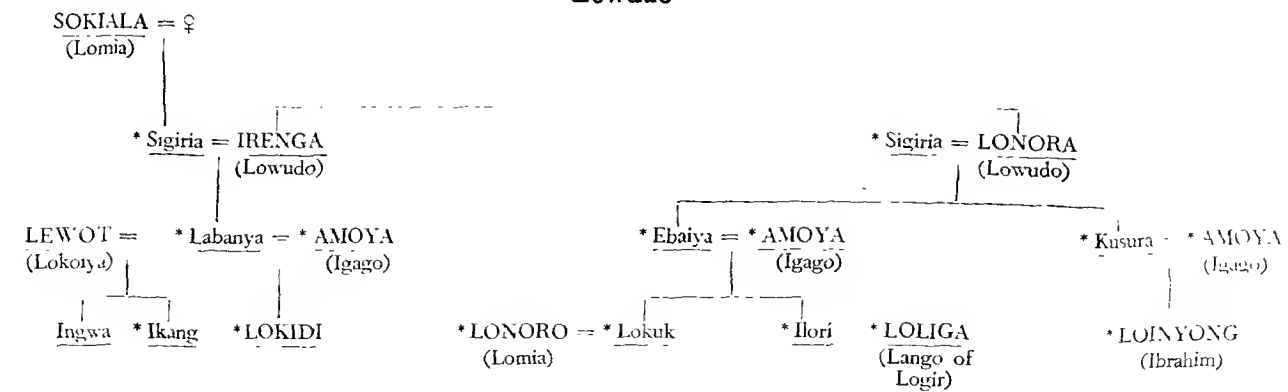 SOKIALA = ♀
(Lomia)
* Sigiria = IRENGA
(Lowudo)
* Sigiria = LONORA
(Lowudo)
LEWOT =
(Lokoiya)
* Labanya = * AMOYA
(Igago)
* Ebaiya = * AMOYA
(Igago)
* Kusura - * AMOYA
(Igago)
Ingwa * Ikang * LOKIDI
* LONORO = * Lokuk
(Lomia)
* Ilori
* LOLIGA
(Lango of
Logir)
* LOINYONG
(Ibrahim)